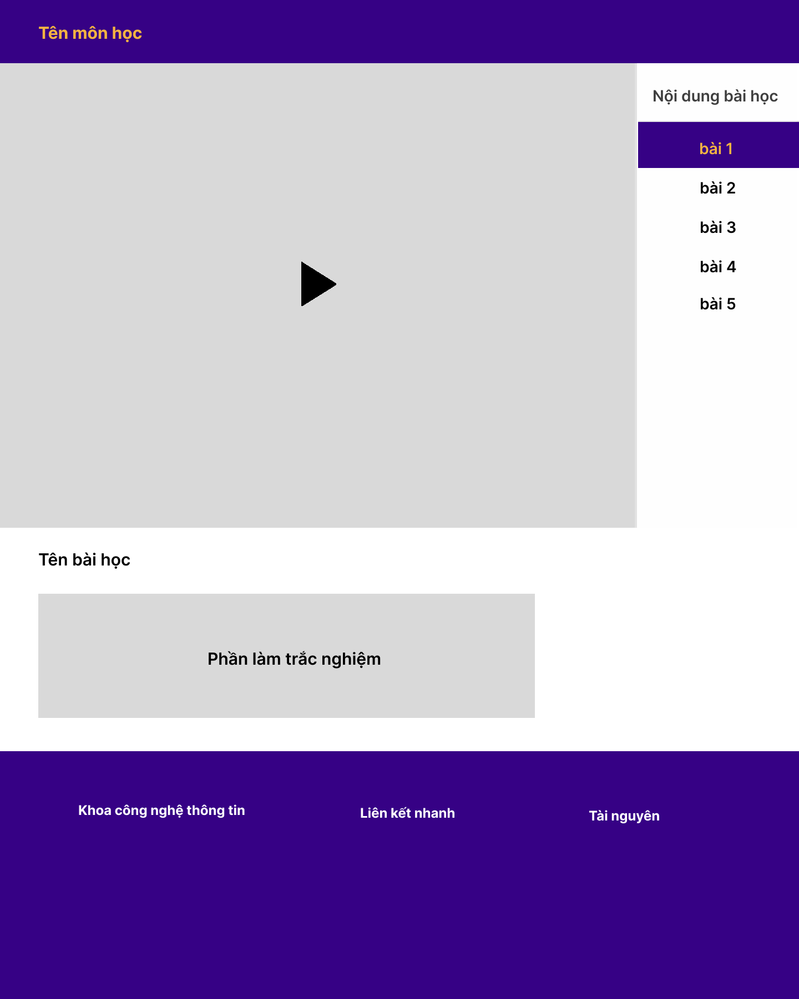 Tên môn học
Nội dung bài học
bài 1
bài 2
bài 3
bài 4
bài 5
Tên bài học
Phần làm trắc nghiệm
Khoa công nghệ thông tin
Liên kết nhanh
Tài nguyên